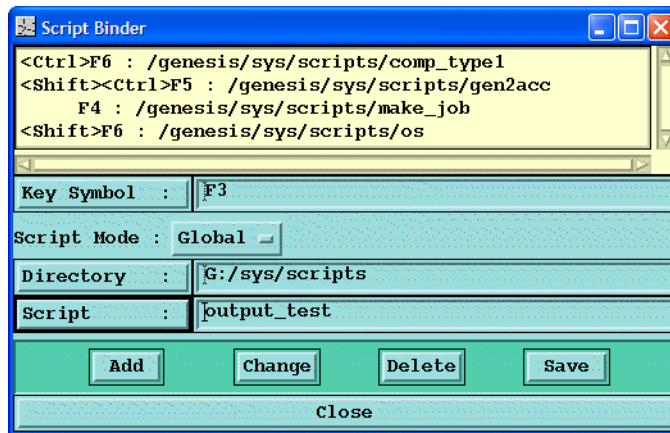 Script Binder
<Ctrl>F6 : /genesis/sys/scripts/comp_type1
<Shift><Ctrl>F5 : /genesis/sys/scripts/gen2acc
F4 : /genesis/sys/scripts/make_job
<Shift>F6 : /genesis/sys/scripts/os
Key Symbol : F3
Script Mode : Global
Directory : G:/sys/scripts
Script : output_test
Add Change Delete Save
Close